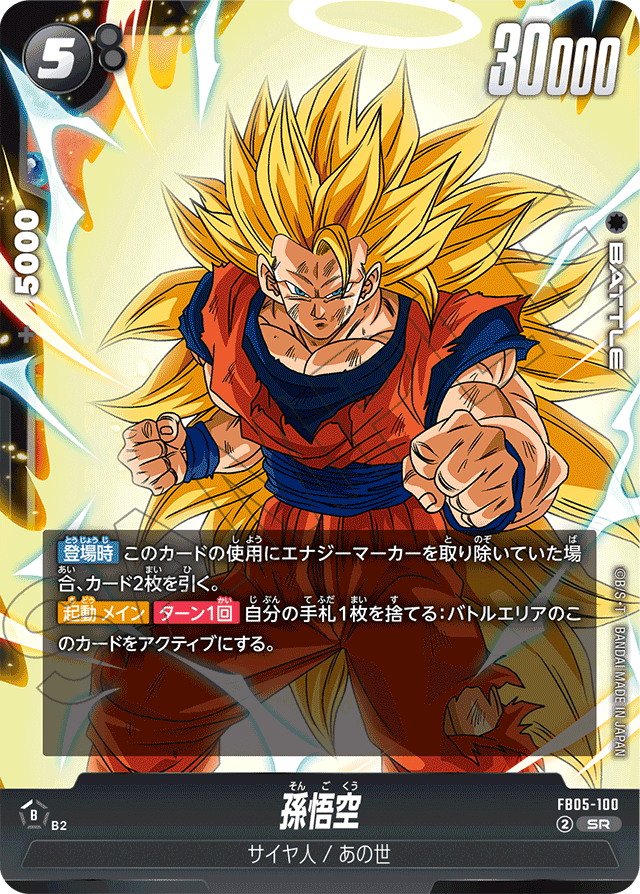 5
30000
+5000
BATTLE
登場時 このカードの使用にエナジーマーカーを取り除いていた場
合、カード2枚を引く。
起動メイン ターン1回 自分の手札1枚を捨てる：バトルエリアのこ
のカードをアクティブにする。
©B/S・T BANDAI MADE IN JAPAN
そんごくう
孫悟空
B
B2
FB05-100
2 SR
サイヤ人 / あの世